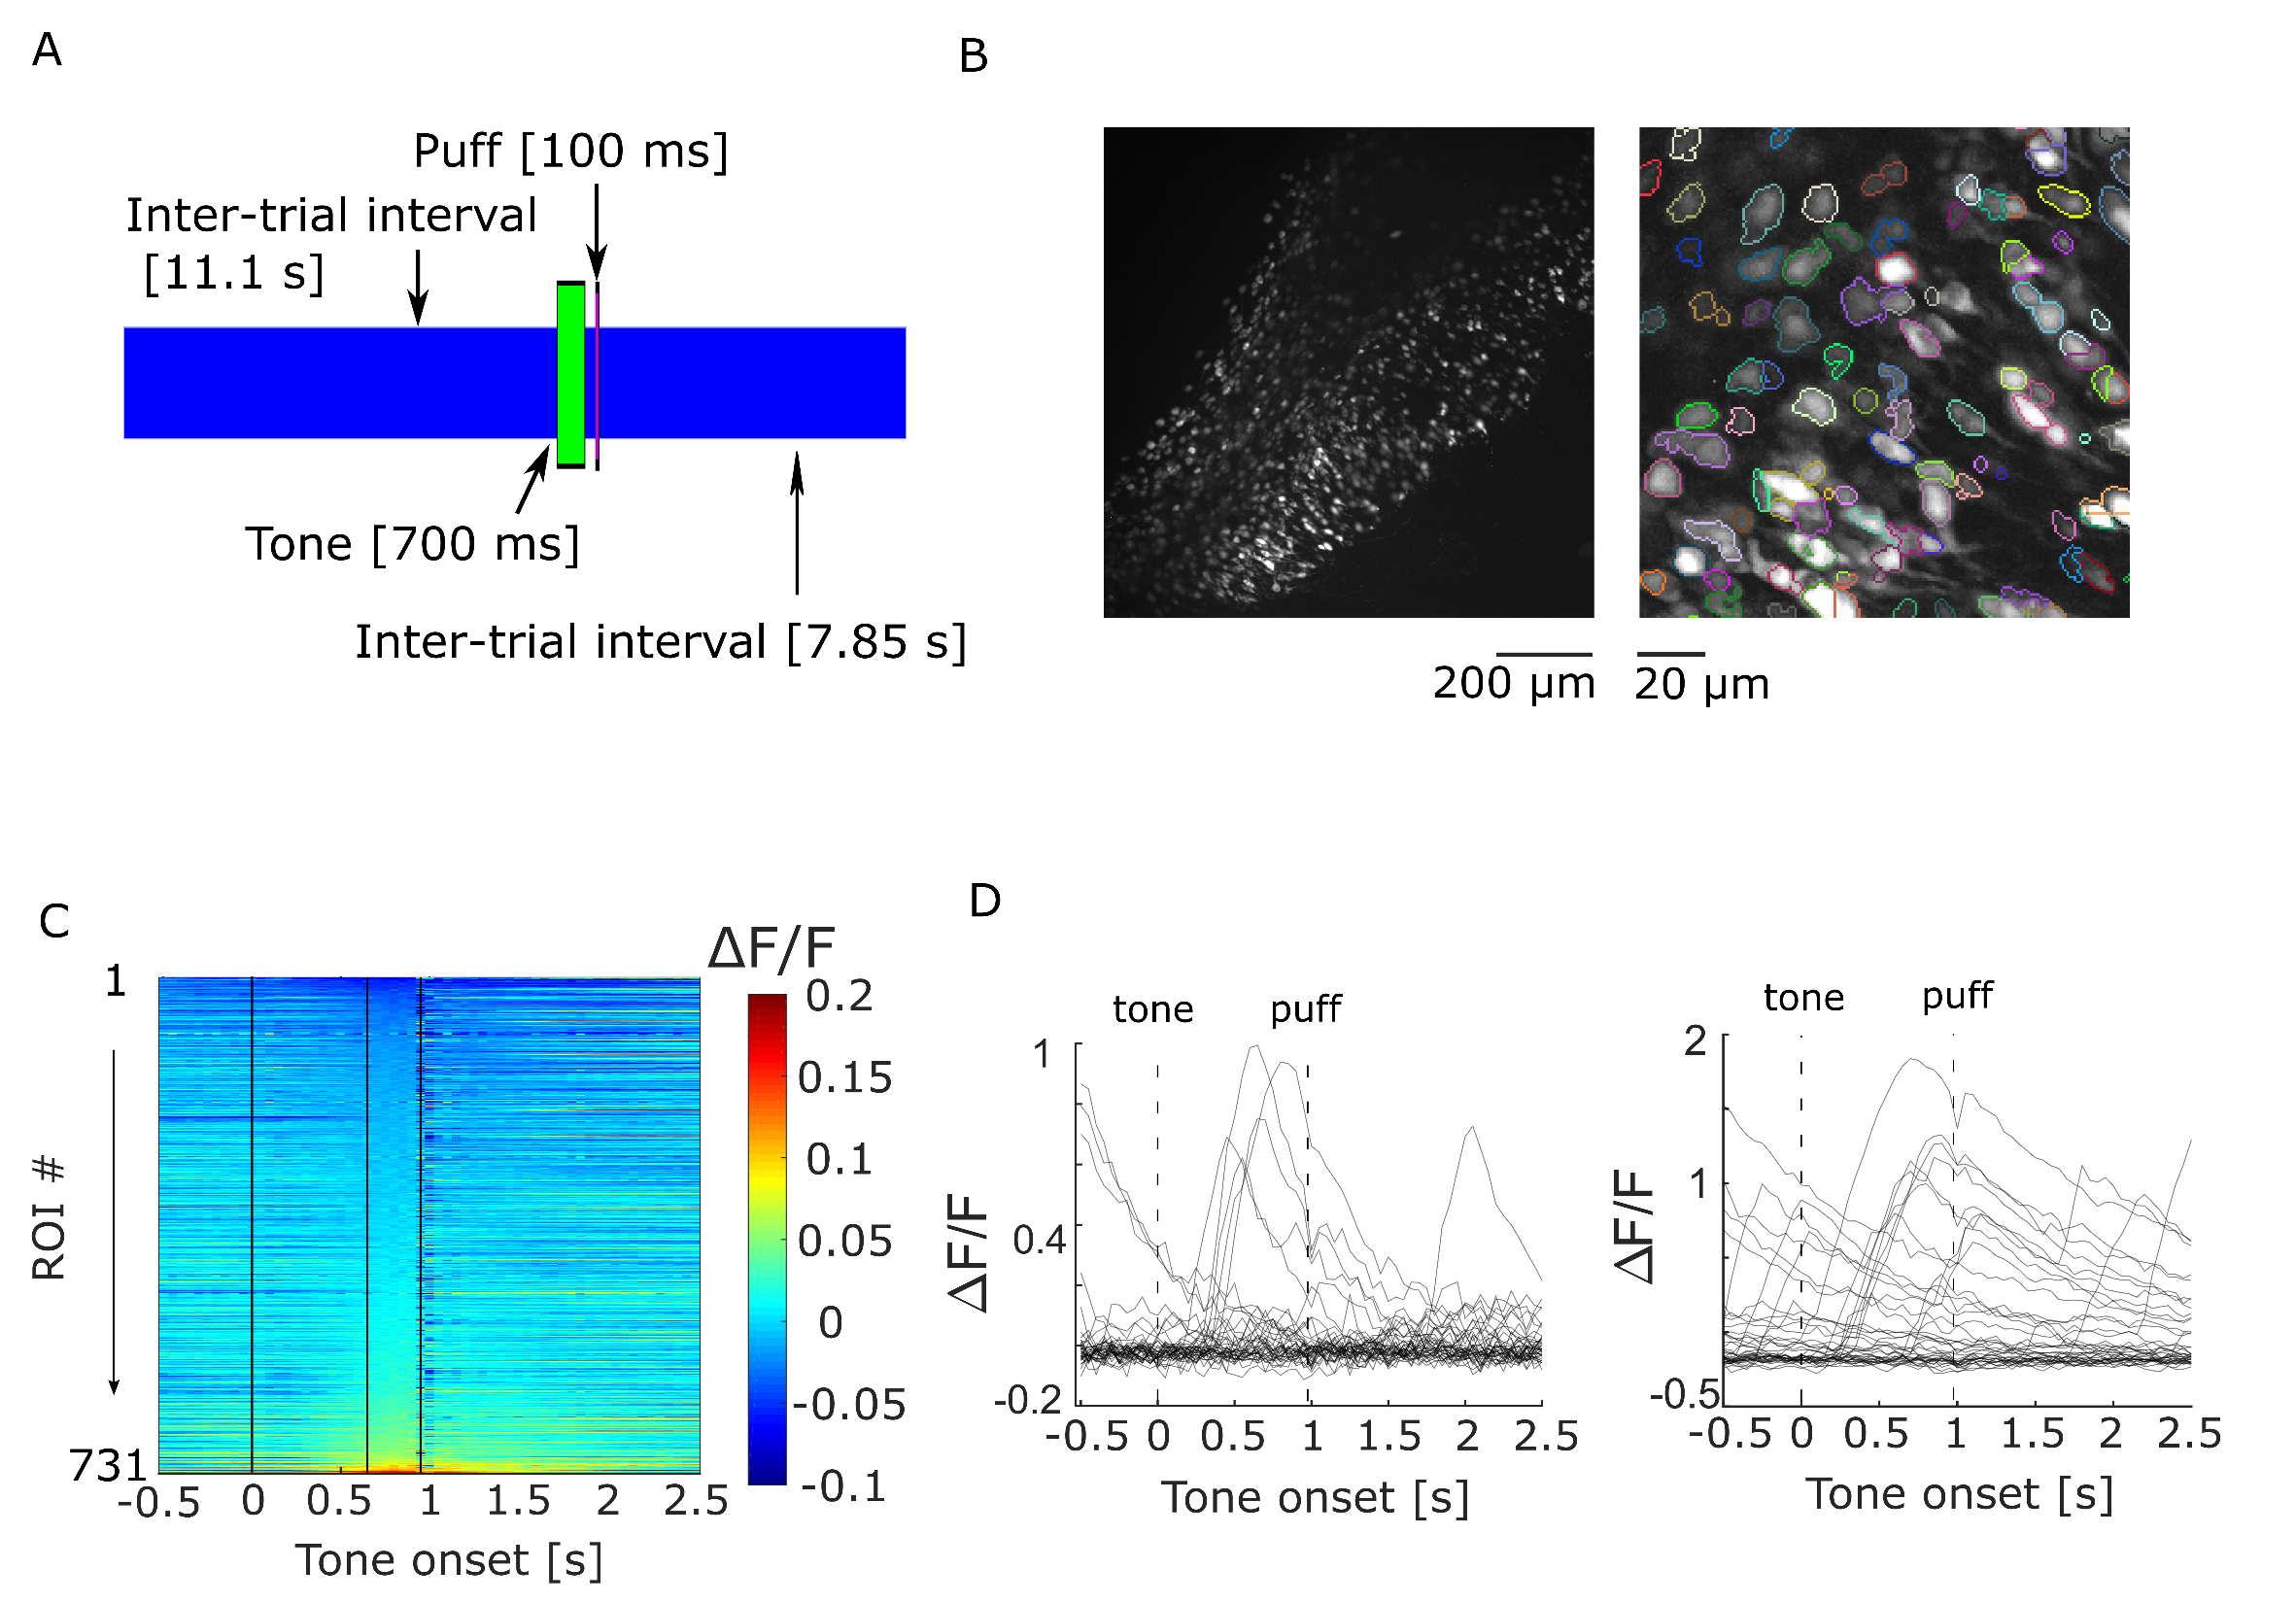 A
Puff [100 ms]
Inter-trial interval
[11.1 s]
Tone [700 ms]
Inter-trial interval [7.85 s]
B
200 µm
20 µm
C
ΔF/F
1
ROI #
731
0.2
0.15
0.1
0.05
0
-0.05
-0.1
-0.5 0 0.5 1 1.5 2 2.5
Tone onset [s]
D
tone puff
ΔF/F
1
0.4
-0.2
-0.5 0 0.5 1 1.5 2 2.5
Tone onset [s]
tone puff
ΔF/F
2
1
-0.5
-0.5 0 0.5 1 1.5 2 2.5
Tone onset [s]